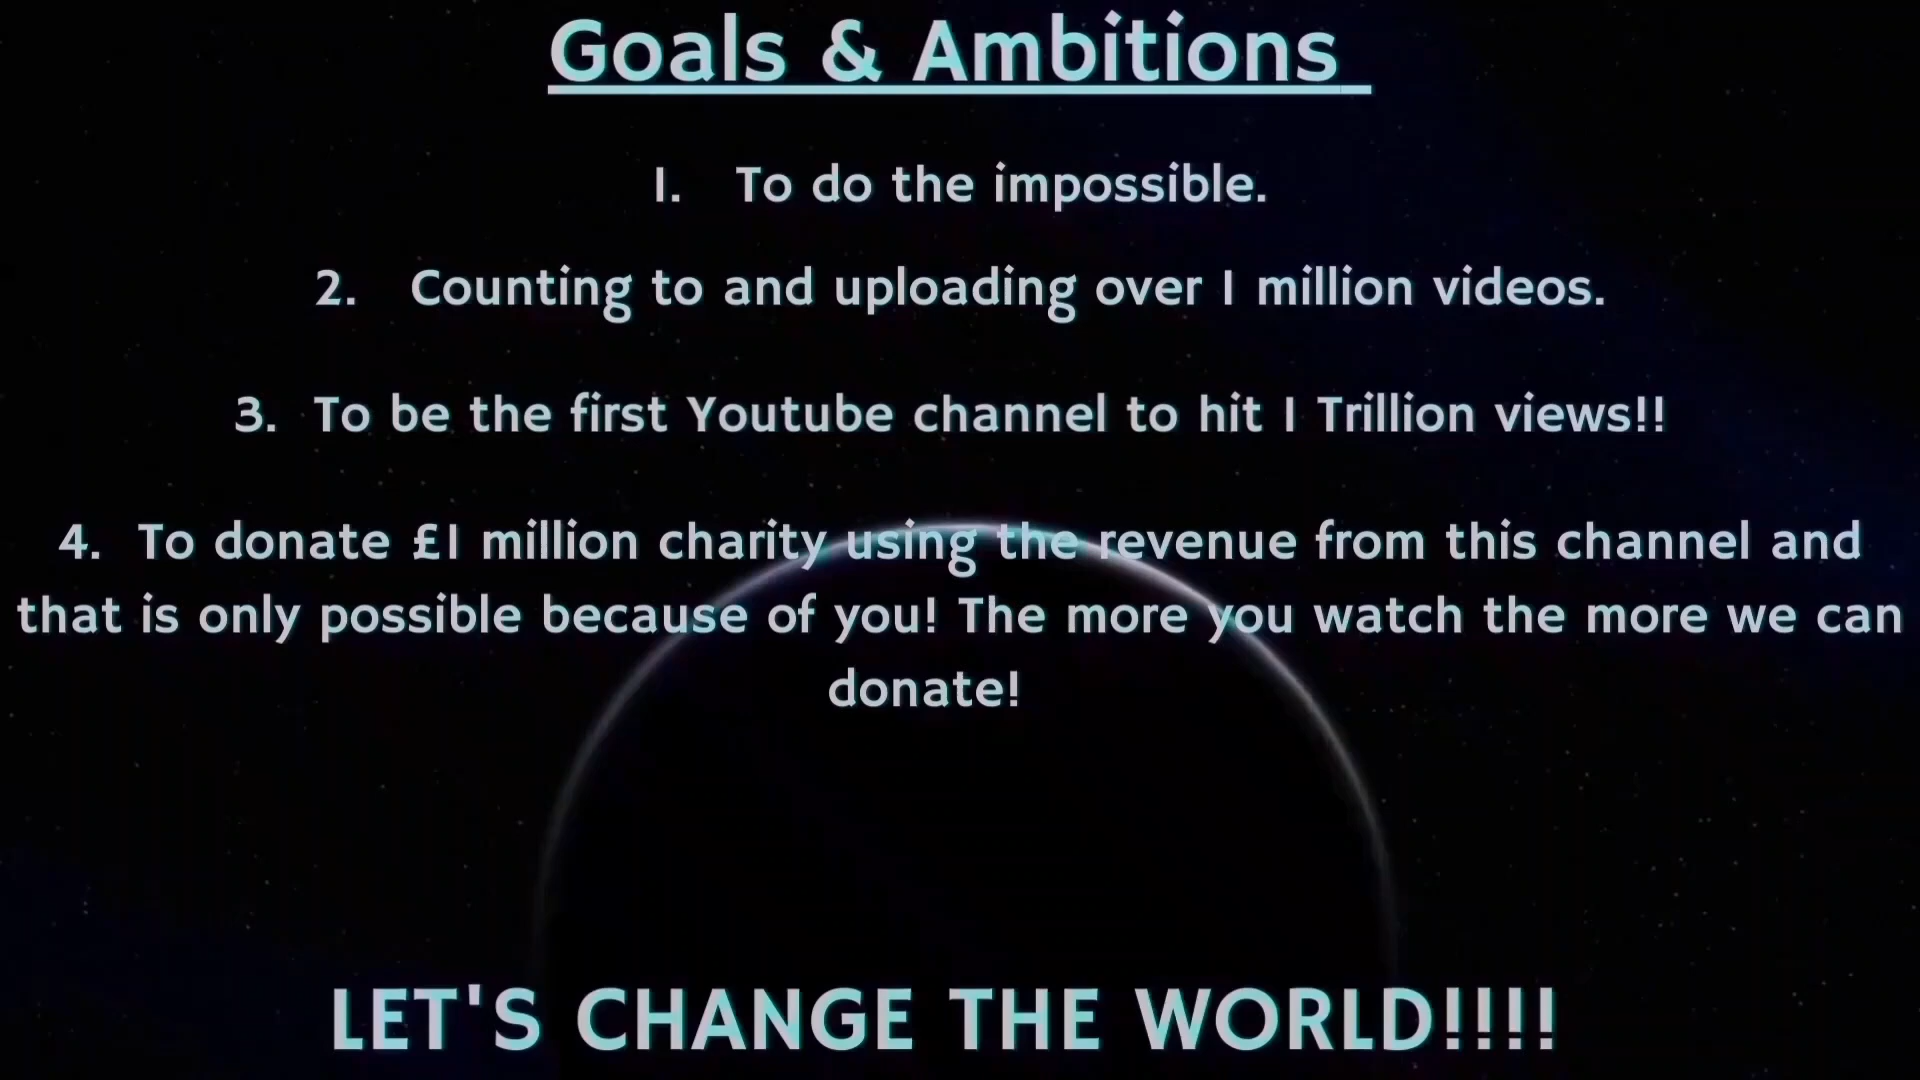 Goals & Ambitions
1. To do the impossible.
2. Counting to and uploading over 1 million videos.
3. To be the first Youtube channel to hit 1 Trillion views!!
4. To donate £1 million charity using the revenue from this channel and
that is only possible because of you! The more you watch the more we can
donate!
LET'S CHANGE THE WORLD!!!!